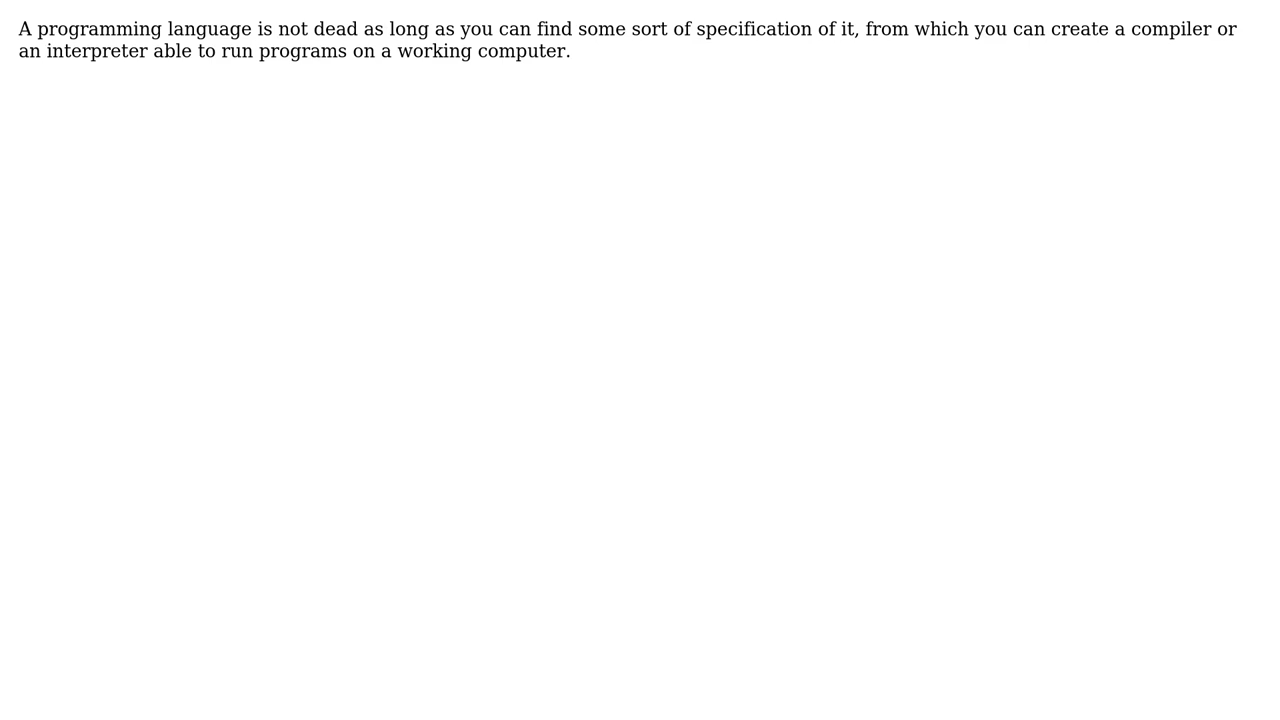 A programming language is not dead as long as you can find some sort of specification of it, from which you can create a compiler or
an interpreter able to run programs on a working computer.